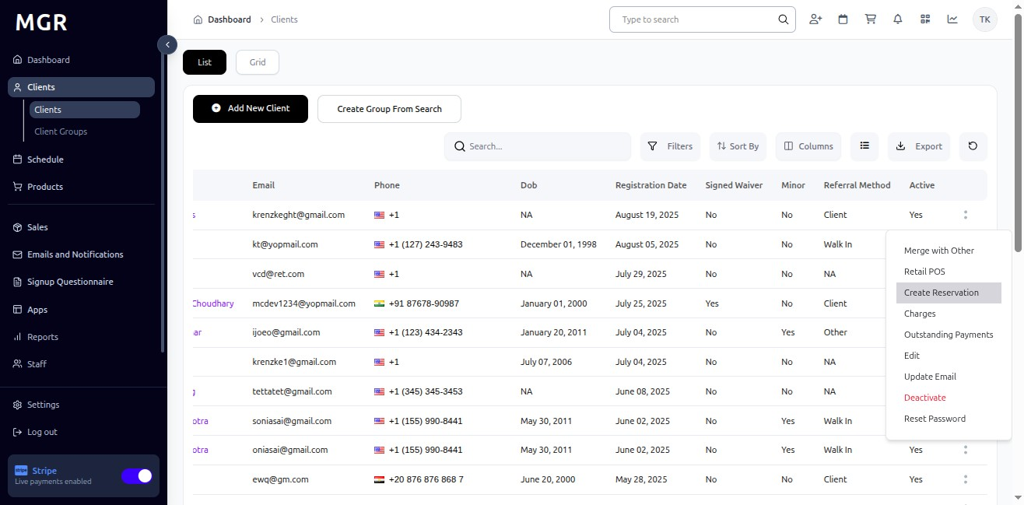 MGR
Dashboard
Clients
Clients
Client Groups
Schedule
Products
Sales
Emails and Notifications
Signup Questionnaire
Apps
Reports
Staff
Settings
Log out
Stripe
Live payments enabled
Dashboard > Clients
Type to search
TK
List Grid
Add New Client Create Group From Search
Search... Filters Sort By Columns Export
Email Phone Dob Registration Date Signed Waiver Minor Referral Method Active
s krenzkeght@gmail.com +1 NA August 19, 2025 No No Client Yes
kt@yopmail.com +1 (127) 243-9483 December 01, 1998 August 05, 2025 No No Walk In
vcd@ret.com +1 NA July 29, 2025 No No NA
Choudhary mcdev1234@yopmail.com +91 87678-90987 January 01, 2000 July 25, 2025 Yes No Client
ar ijoeo@gmail.com +1 (123) 434-2343 January 20, 2011 July 04, 2025 No Yes Other
krenzke1@gmail.com +1 July 07, 2006 July 04, 2025 No No NA
g tettatet@gmail.com +1 (345) 345-3453 NA June 08, 2025 No No NA
otra soniasai@gmail.com +1 (155) 990-8441 May 30, 2011 June 02, 2025 No Yes Walk In
otra oniasai@gmail.com +1 (155) 990-8441 May 30, 2011 June 02, 2025 No Yes Walk In Yes
ewq@gm.com +20 876 876 868 7 June 20, 2000 May 28, 2025 No No Client Yes
Merge with Other
Retail POS
Create Reservation
Charges
Outstanding Payments
Edit
Update Email
Deactivate
Reset Password